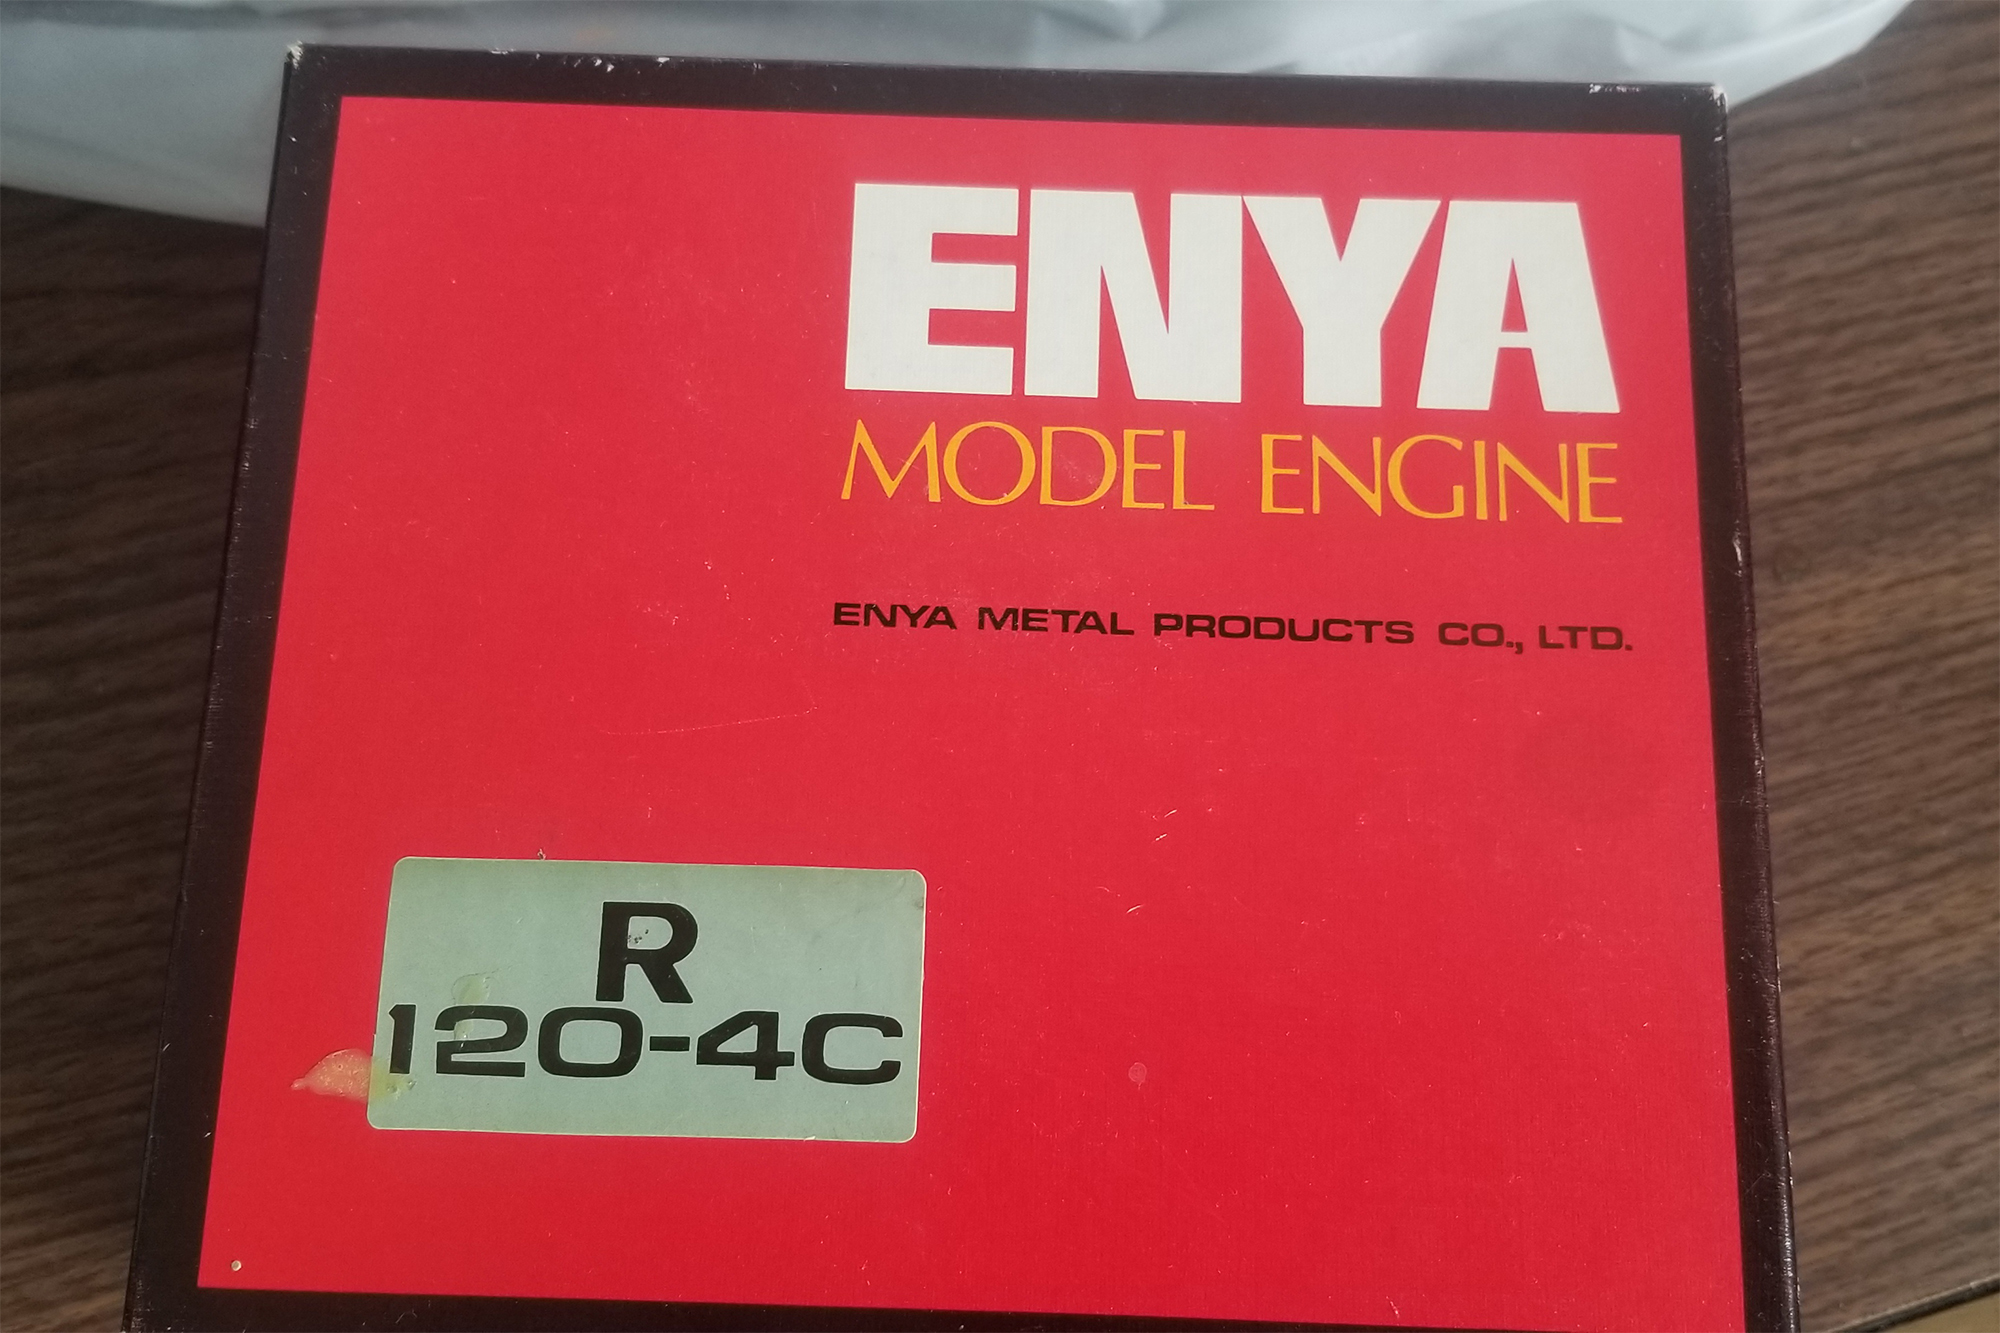 ENYA
MODEL ENGINE
ENYA METAL PRODUCTS CO., LTD.
R
120-4C